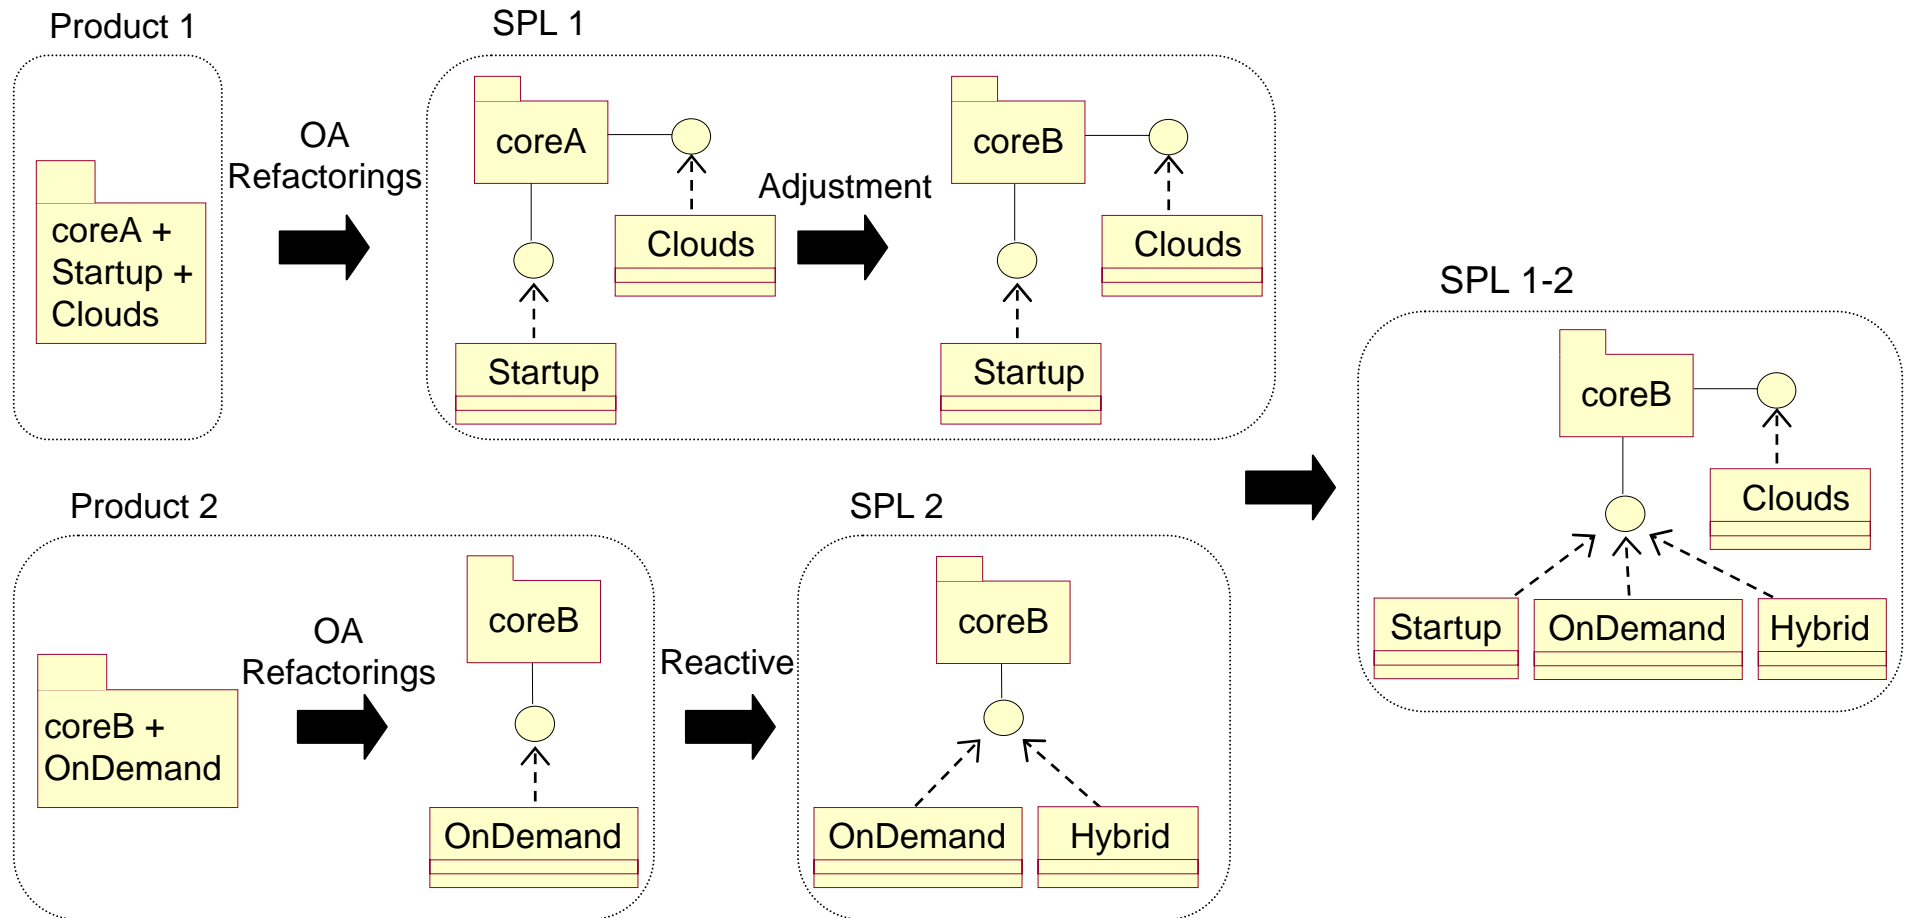 Product 1
coreA +
Startup +
Clouds
OA
Refactorings
SPL 1
coreA
Clouds
Startup
Adjustment
coreB
Clouds
Startup
Product 2
coreB +
OnDemand
OA
Refactorings
coreB
OnDemand
Reactive
SPL 2
coreB
OnDemand
Hybrid
SPL 1-2
coreB
Clouds
Startup
OnDemand
Hybrid